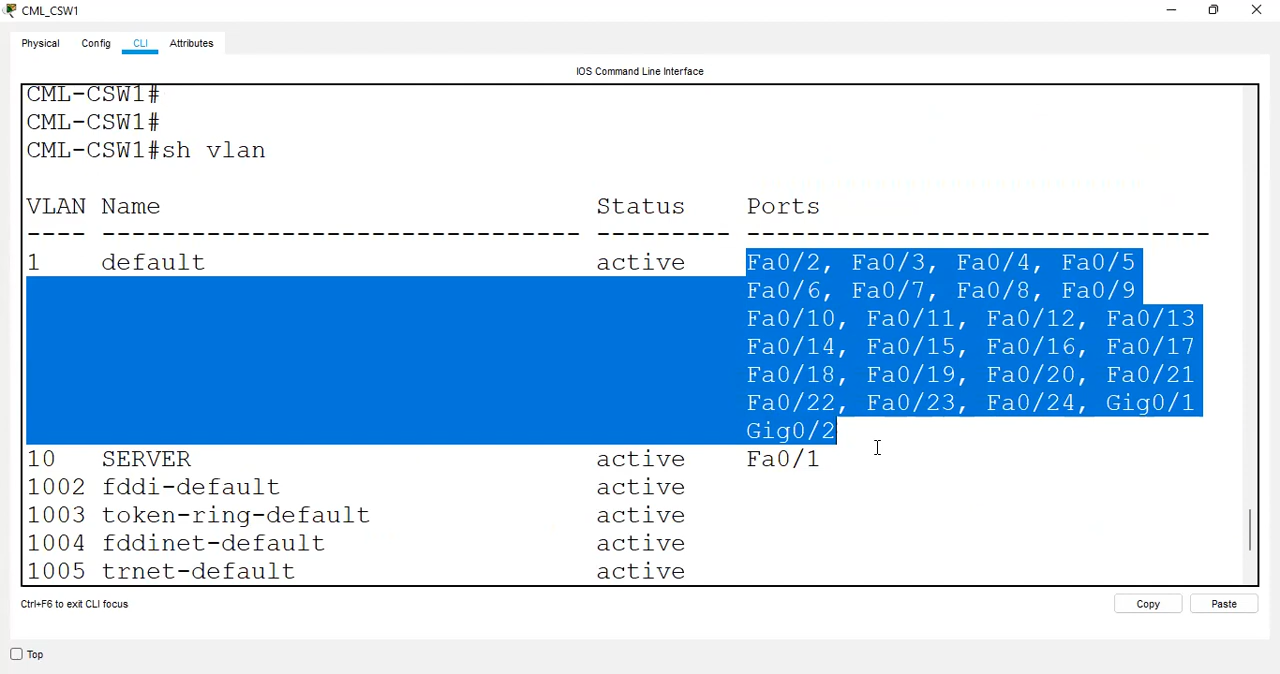 CML_CSW1
Physical Config CLI Attributes
IOS Command Line Interface
CML-CSW1#
CML-CSW1#
CML-CSW1#sh vlan
VLAN Name Status Ports
---- -------------------------------- --------- -------------------------------
1 default active Fa0/2, Fa0/3, Fa0/4, Fa0/5
Fa0/6, Fa0/7, Fa0/8, Fa0/9
Fa0/10, Fa0/11, Fa0/12, Fa0/13
Fa0/14, Fa0/15, Fa0/16, Fa0/17
Fa0/18, Fa0/19, Fa0/20, Fa0/21
Fa0/22, Fa0/23, Fa0/24, Gig0/1
Gig0/2
10 SERVER active Fa0/1
1002 fddi-default active
1003 token-ring-default active
1004 fddinet-default active
1005 trnet-default active
Ctrl+F6 to exit CLI focus
Copy Paste
Top